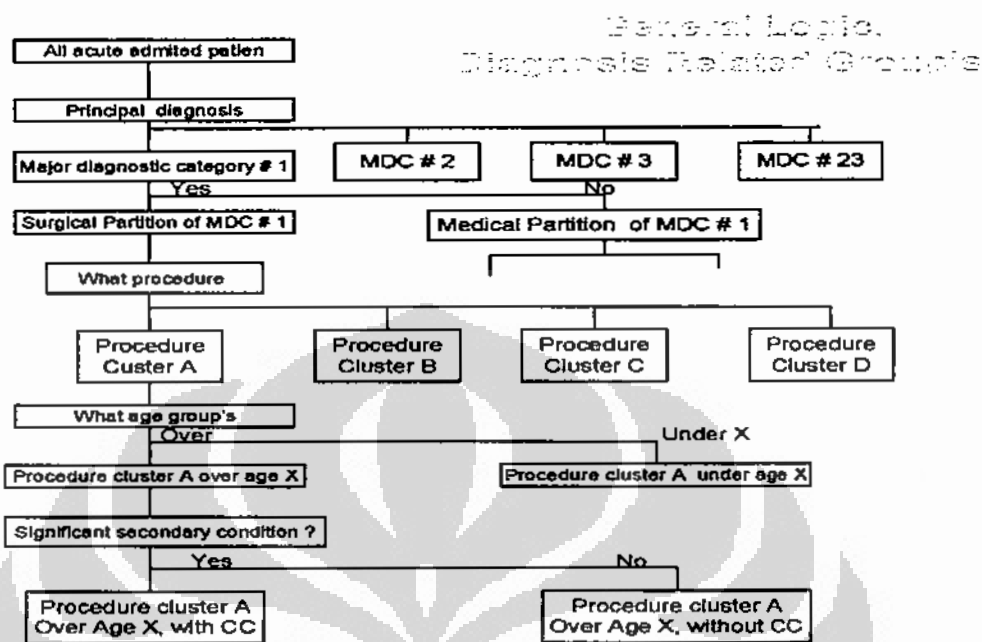 General Logic.
Diagnosis Related Group's
All acute admited patien
Principal diagnosis
Major diagnostic category # 1
MDC # 2
MDC # 3
MDC # 23
Yes
No
Surgical Partition of MDC # 1
Medical Partition of MDC # 1
What procedure
Procedure
Custer A
Procedure
Cluster B
Procedure
Cluster C
Procedure
Cluster D
What age group's
Over
Under X
Procedure cluster A over age X
Procedure cluster A under age X
Significant secondary condition ?
Yes
No
Procedure cluster A
Over Age X, with CC
Procedure cluster A
Over Age X, without CC